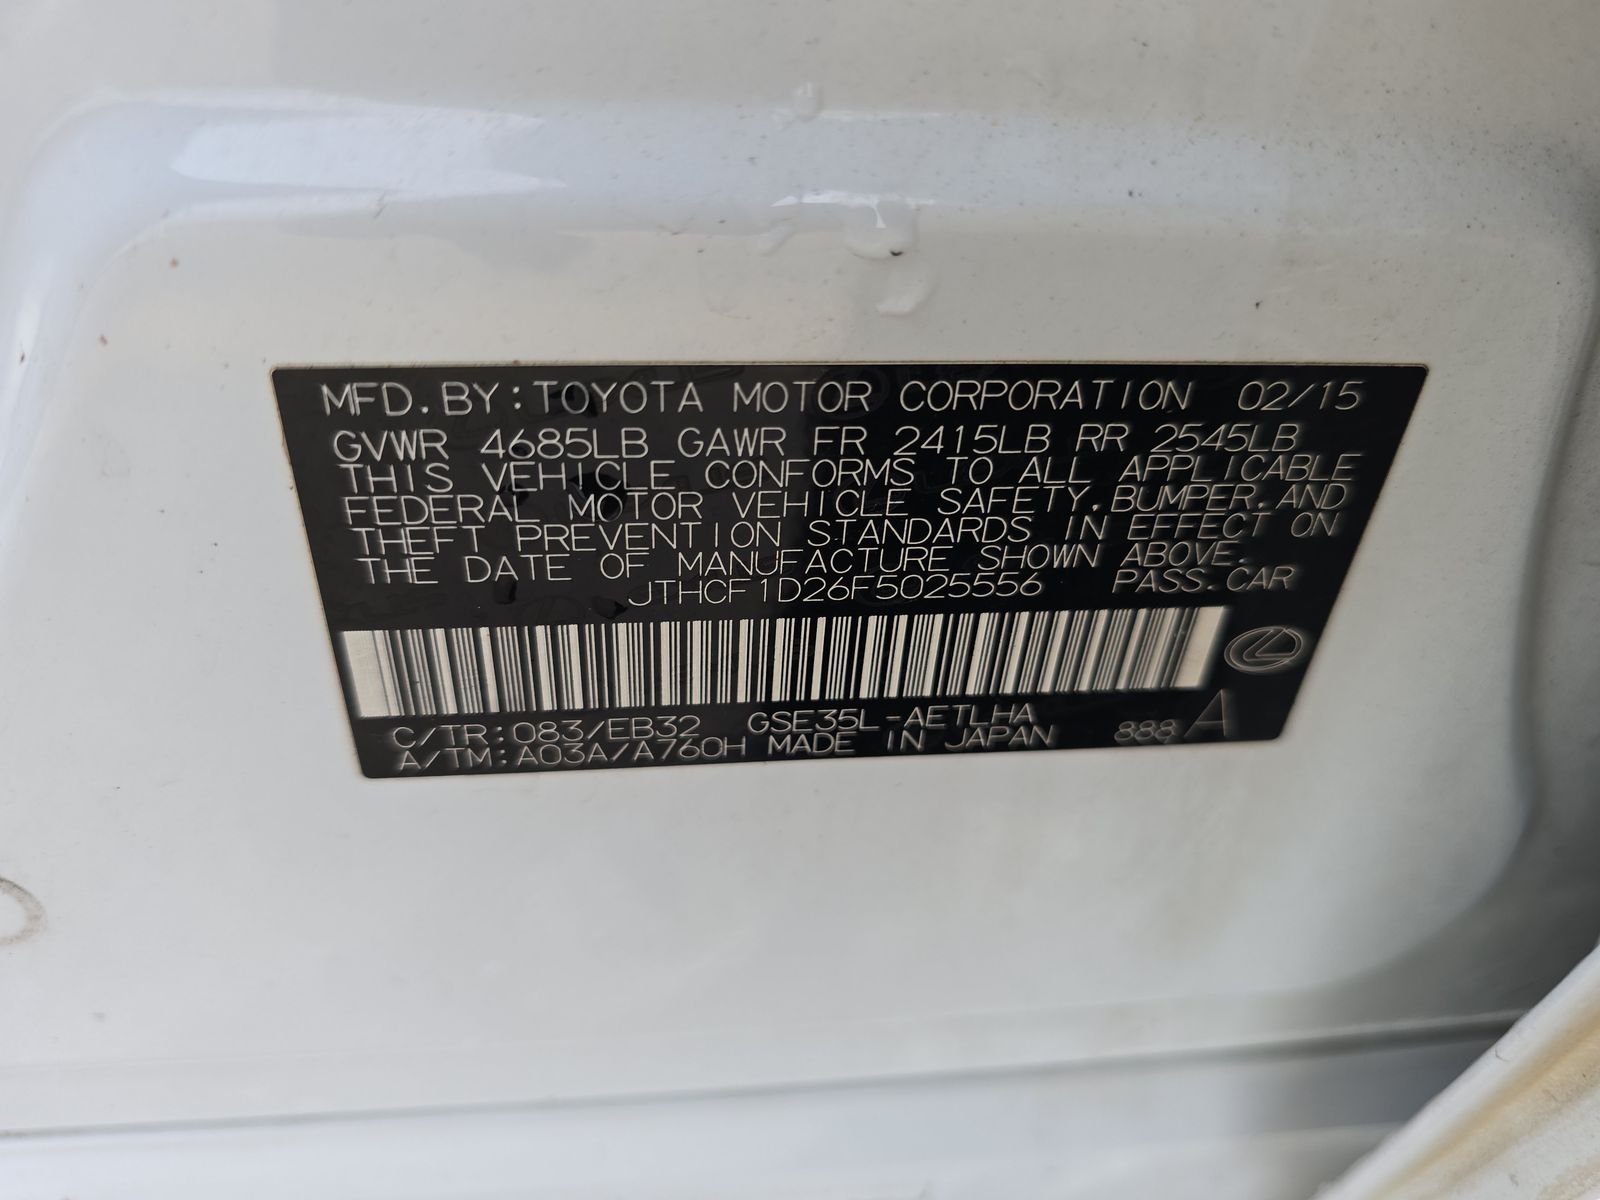 MFD. BY: TOYOTA MOTOR CORPORATION 02/15
GVWR 4685LB GAWR FR 2415LB RR 2545LB
THIS VEHICLE CONFORMS TO ALL APPLICABLE
FEDERAL MOTOR VEHICLE SAFETY, BUMPER, AND
THEFT PREVENTION STANDARDS IN EFFECT ON
THE DATE OF MANUFACTURE SHOWN ABOVE.
JTHCF1D26F5025556 PASS. CAR
C/TR: 083/EB32 GSE35L-AETLHA
A/TM: A03A/A760H MADE IN JAPAN 888 A